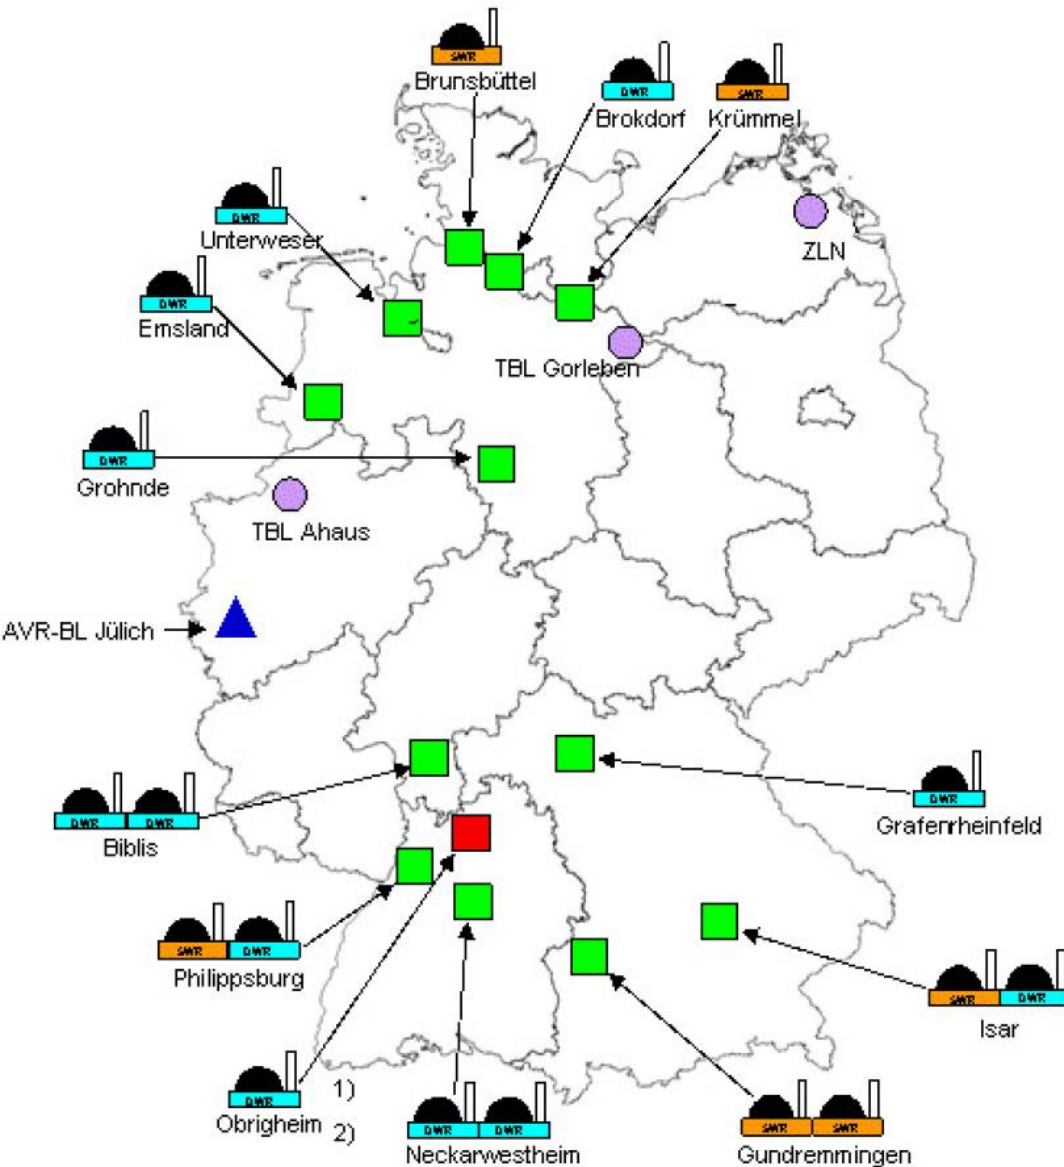 SWR
Brunsbüttel
DWR
Brokdorf
SWR
Krümmel
DWR
Unterweser
ZLN
DWR
Emsland
TBL Gorleben
DWR
Grohnde
TBL Ahaus
AVR-BL Jülich
DWR
Grafenrheinfeld
DWR DWR
Biblis
SWR DWR
Philippsburg
SWR DWR
Isar
DWR
Obrigheim
1)
2)
DWR DWR
Neckarwestheim
SWR SWR
Gundremmingen